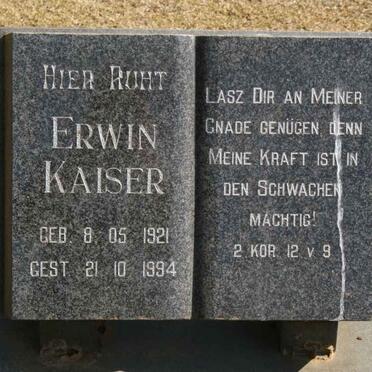 HIER RUHT
ERWIN
KAISER
GEB. 8. 05 1921
GEST. 21. 10 1994
LASZ DIR AN MEINER
GNADE GENÜGEN, DENN
MEINE KRAFT IST IN
DEN SCHWACHEN
MÄCHTIG!
2 KOR. 12 V 9